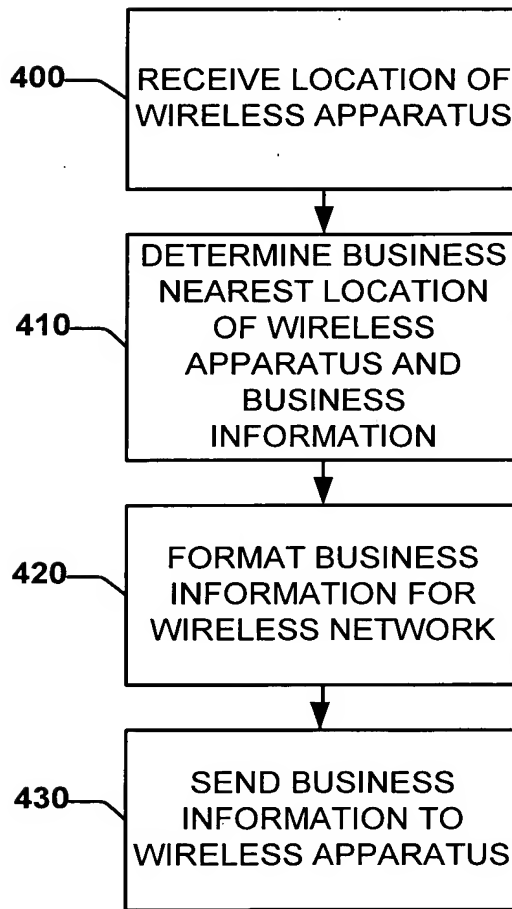 400
RECEIVE LOCATION OF
WIRELESS APPARATUS
410
DETERMINE BUSINESS
NEAREST LOCATION
OF WIRELESS
APPARATUS AND
BUSINESS
INFORMATION
420
FORMAT BUSINESS
INFORMATION FOR
WIRELESS NETWORK
430
SEND BUSINESS
INFORMATION TO
WIRELESS APPARATUS